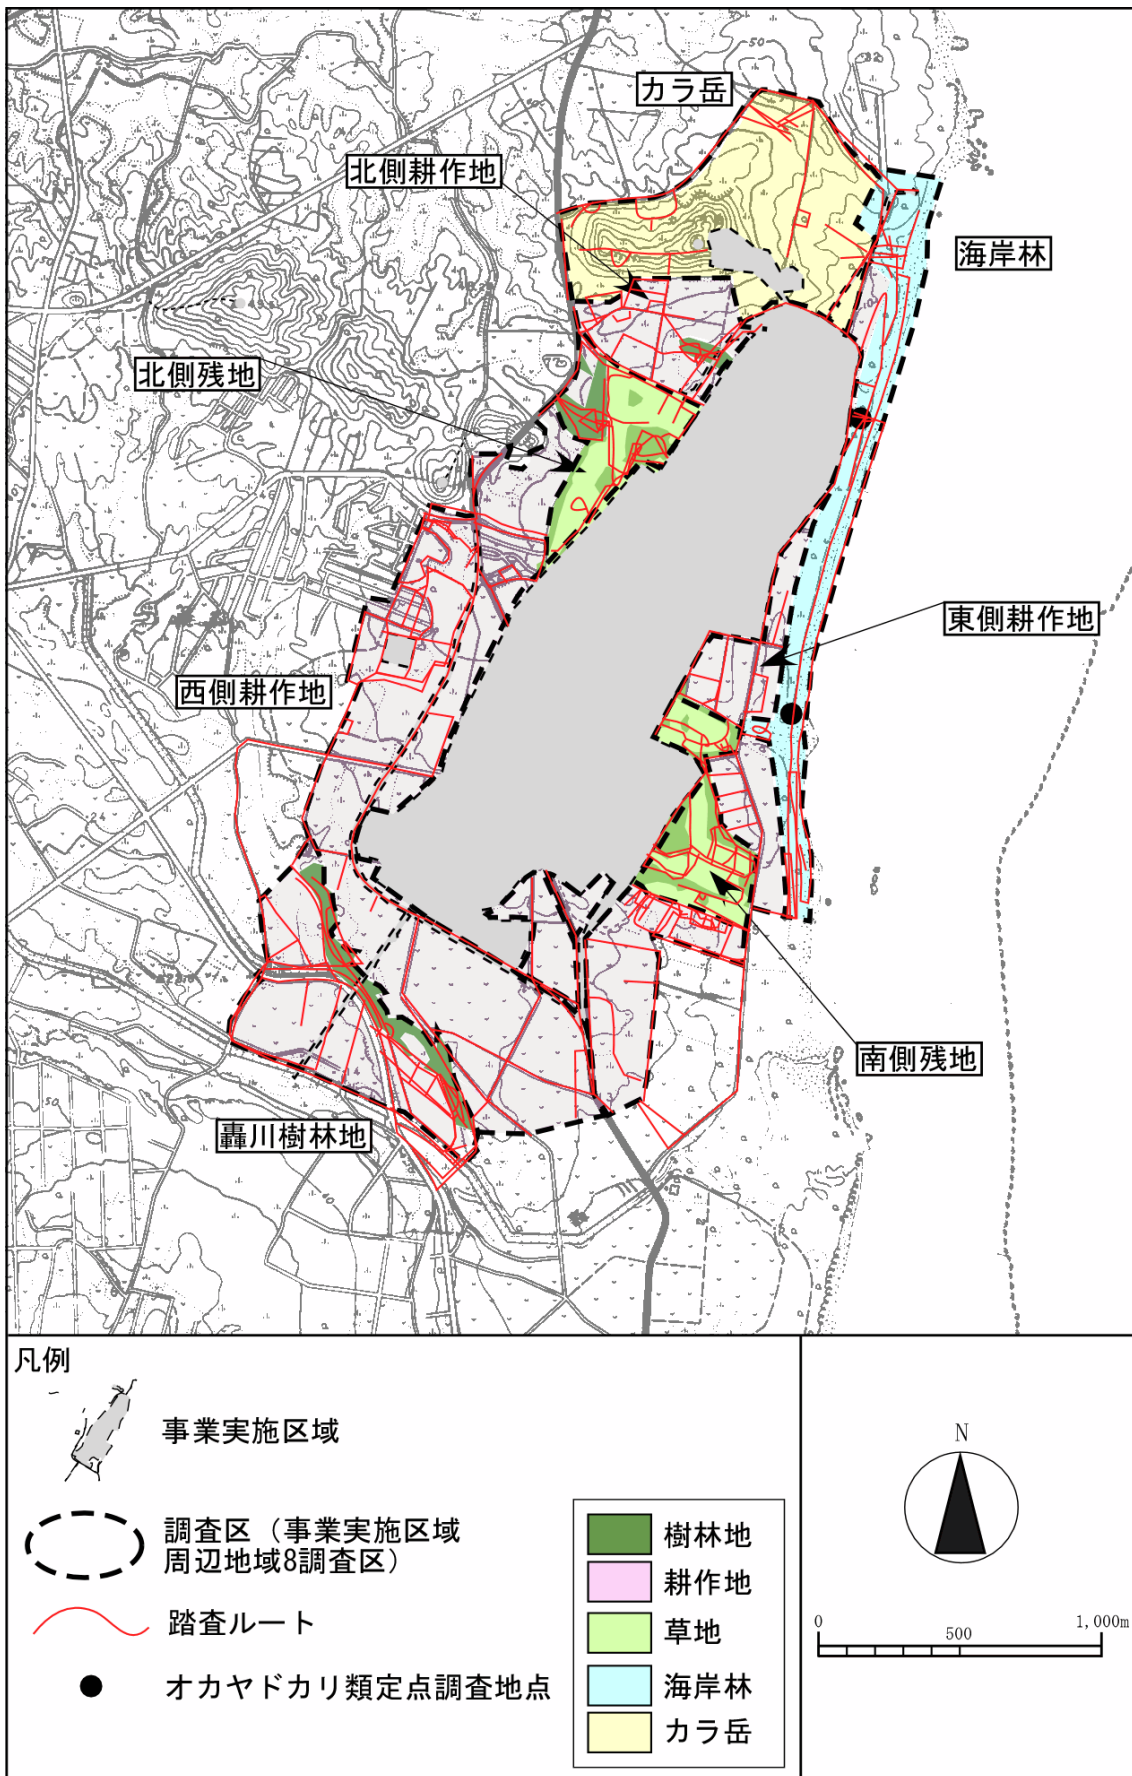 カラ岳
北側耕作地
海岸林
北側残地
東側耕作地
西側耕作地
南側残地
轟川樹林地
凡例
事業実施区域
調査区（事業実施区域
周辺地域8調査区）
踏査ルート
オカヤドカリ類定点調査地点
樹林地
耕作地
草地
海岸林
カラ岳
N
0 500 1,000m